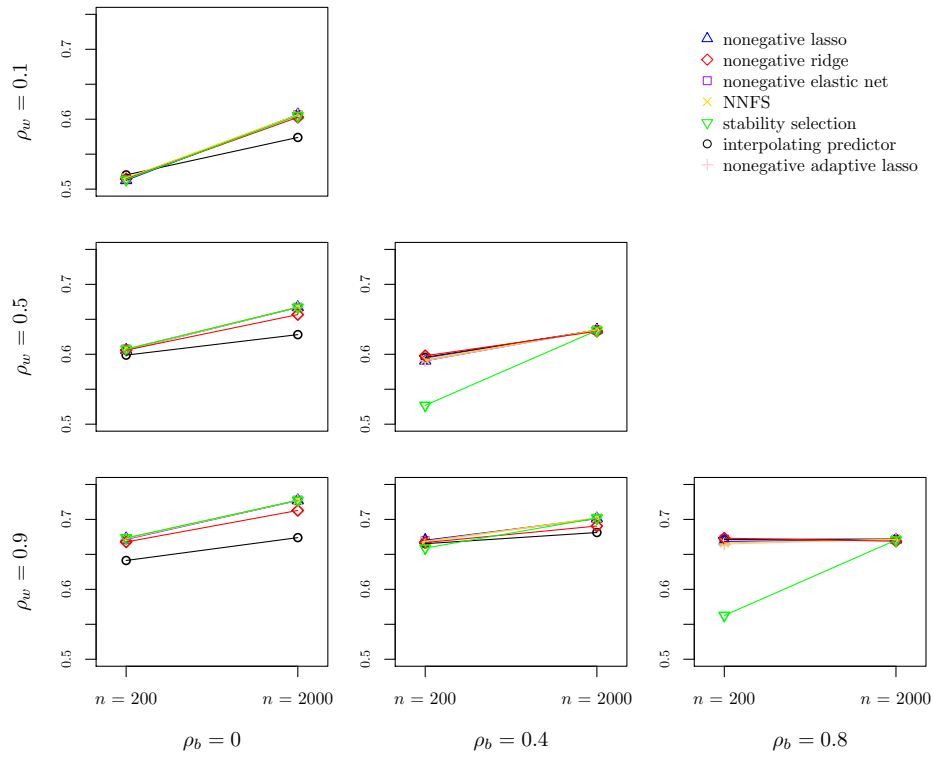 ρw = 0.1
0.5
0.6
0.7
nonegative lasso
nonegative ridge
nonegative elastic net
NNFS
stability selection
interpolating predictor
nonegative adaptive lasso
ρw = 0.5
0.5
0.6
0.7
0.5
0.6
0.7
ρw = 0.9
0.5
0.6
0.7
0.5
0.6
0.7
0.5
0.6
0.7
n = 200
n = 2000
n = 200
n = 2000
n = 200
n = 2000
ρb = 0
ρb = 0.4
ρb = 0.8